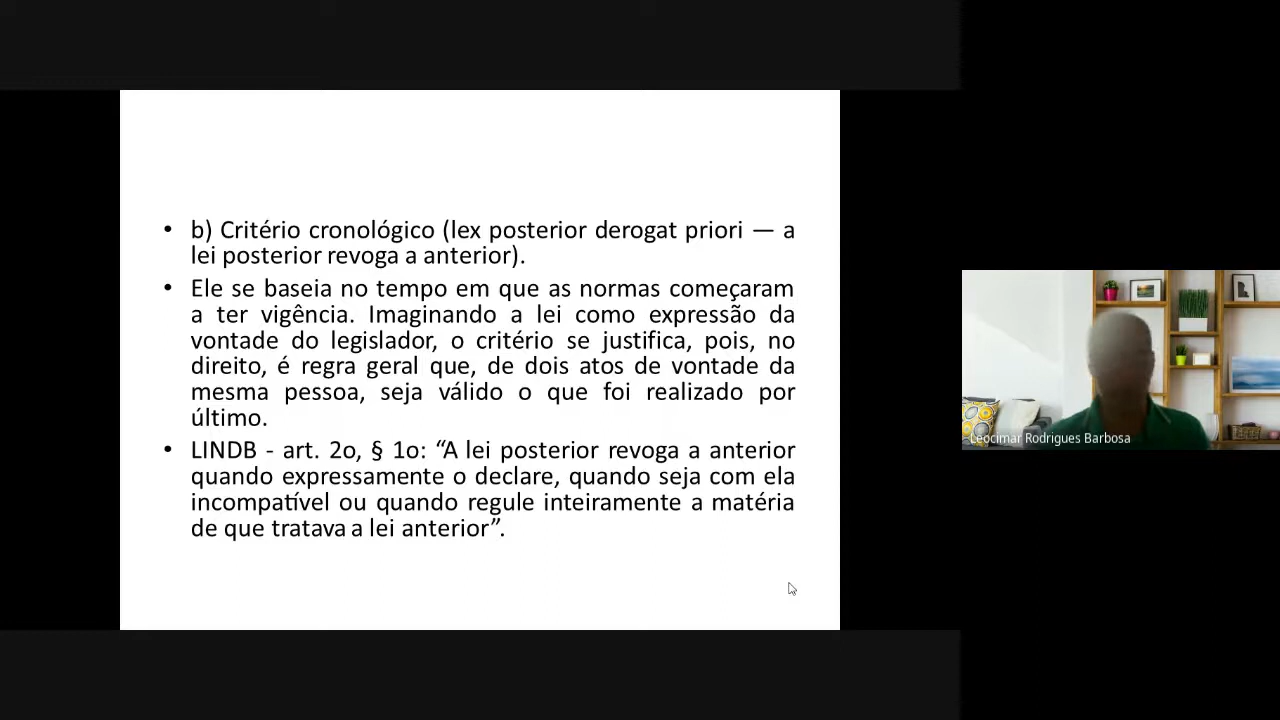 • b) Critério cronológico (lex posterior derogat priori — a
lei posterior revoga a anterior).
• Ele se baseia no tempo em que as normas começaram
a ter vigência. Imaginando a lei como expressão da
vontade do legislador, o critério se justifica, pois, no
direito, é regra geral que, de dois atos de vontade da
mesma pessoa, seja válido o que foi realizado por
último.
• LINDB - art. 2o, § 1o: “A lei posterior revoga a anterior
quando expressamente o declare, quando seja com ela
incompatível ou quando regule inteiramente a matéria
de que tratava a lei anterior”.
Leocimar Rodrigues Barbosa